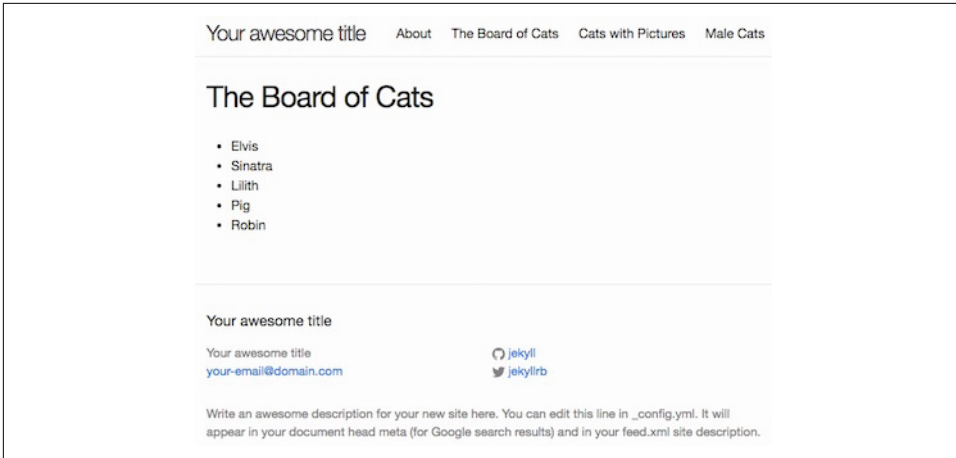 Your awesome title About The Board of Cats Cats with Pictures Male Cats
The Board of Cats
• Elvis
• Sinatra
• Lilith
• Pig
• Robin
Your awesome title
Your awesome title
your-email@domain.com
jekyll
jekyllrb
Write an awesome description for your new site here. You can edit this line in _config.yml. It will
appear in your document head meta (for Google search results) and in your feed.xml site description.